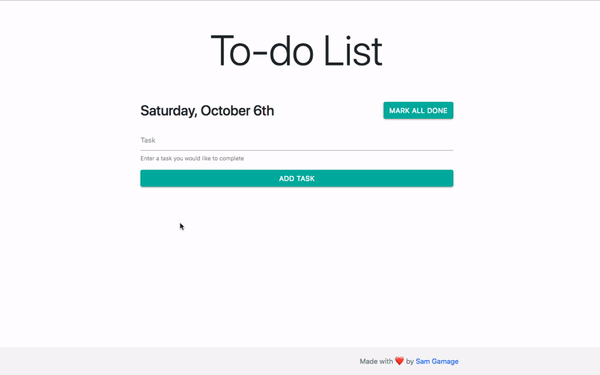 To-do List
Saturday, October 6th
MARK ALL DONE
Task
Enter a task you would like to complete
ADD TASK
Made with ❤️ by Sam Gamage